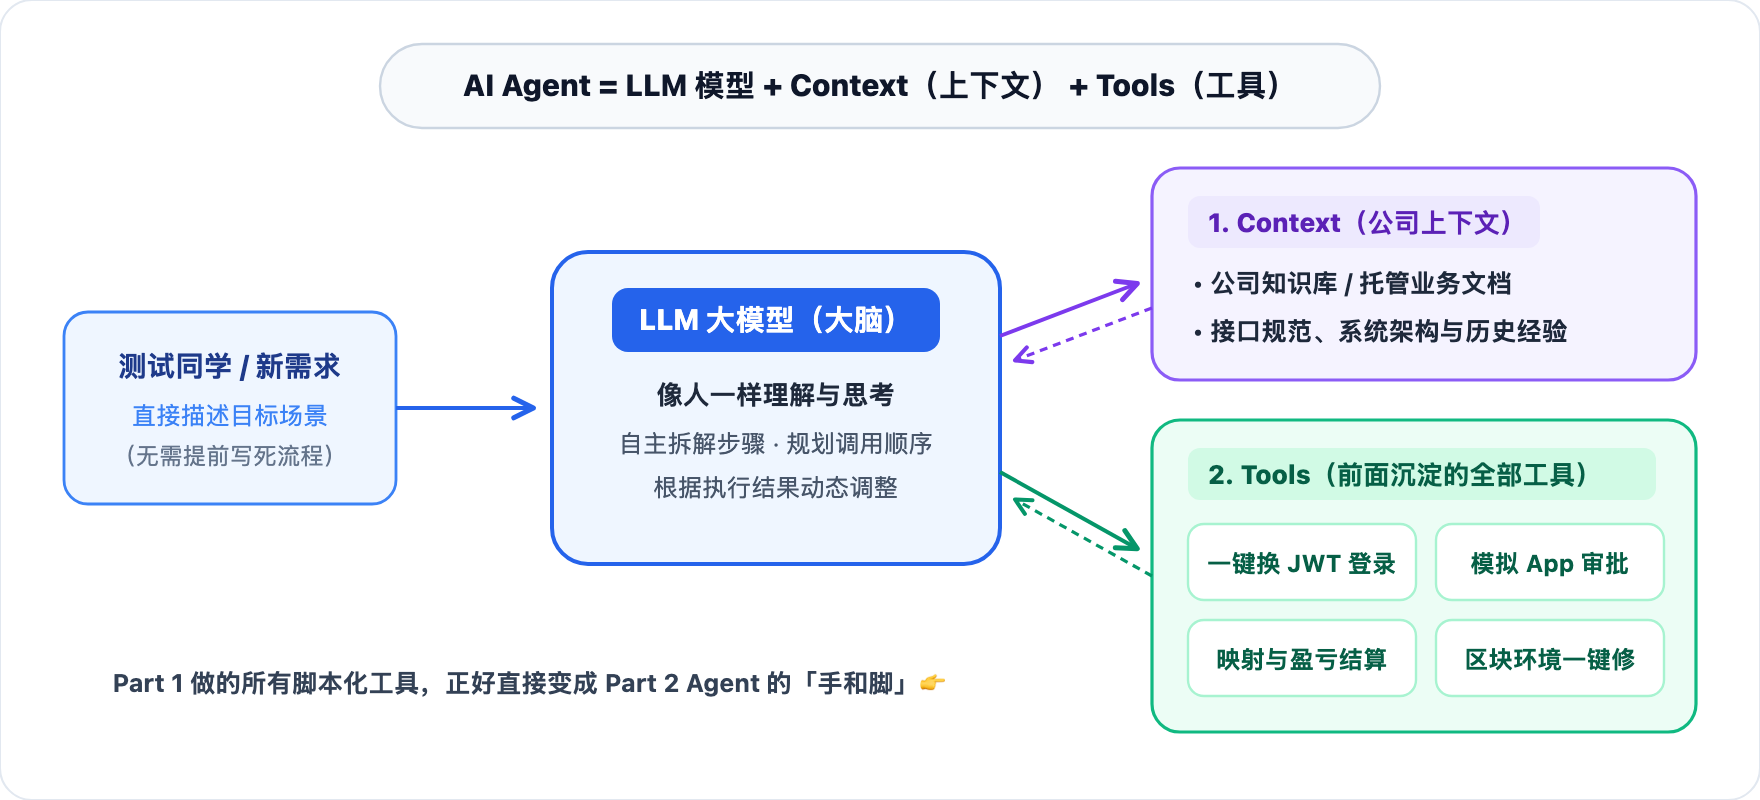 AI Agent = LLM 模型 + Context（上下文） + Tools（工具）
测试同学 / 新需求
直接描述目标场景
（无需提前写死流程）
LLM 大模型（大脑）
像人一样理解与思考
自主拆解步骤 · 规划调用顺序
根据执行结果动态调整
1. Context（公司上下文）
• 公司知识库 / 托管业务文档
• 接口规范、系统架构与历史经验
2. Tools（前面沉淀的全部工具）
一键换 JWT 登录
模拟 App 审批
映射与盈亏结算
区块环境一键修
Part 1 做的所有脚本化工具，正好直接变成 Part 2 Agent 的「手和脚」👉